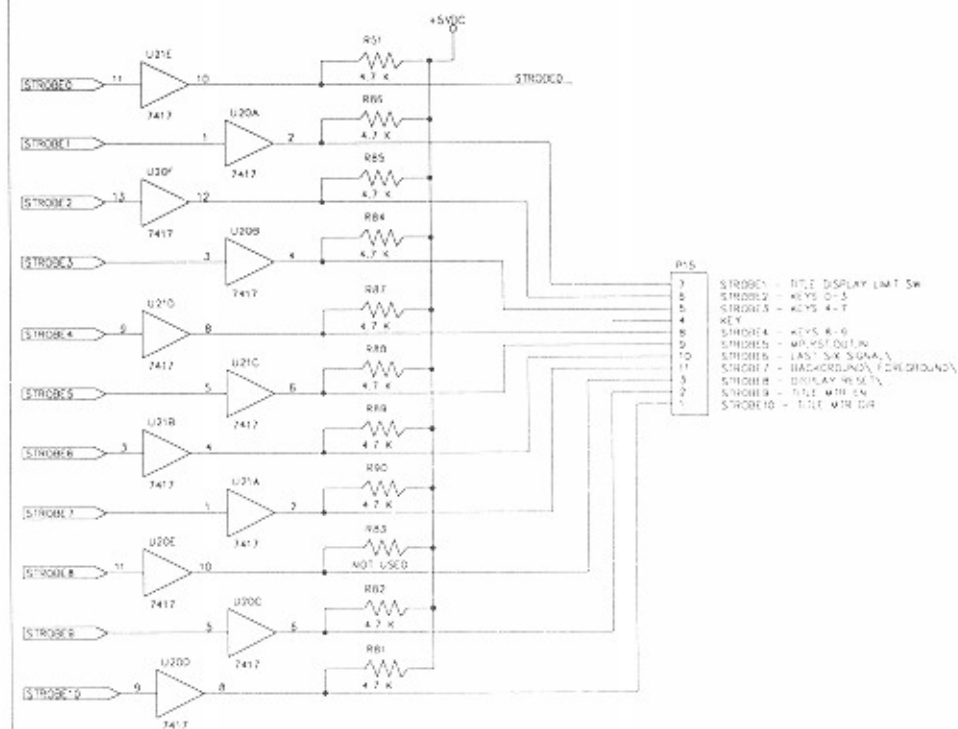 +5VDC
R51
4.7 K
U21E
STROBE0
11
10
7417
STROBE0
R86
4.7 K
U20A
STROBE1
1
2
7417
R85
4.7 K
U20F
STROBE2
13
12
7417
R84
4.7 K
U20B
STROBE3
3
4
7417
R87
4.7 K
U21D
STROBE4
9
8
7417
R88
4.7 K
U21C
STROBE5
5
6
7417
R89
4.7 K
U21B
STROBE6
3
4
7417
R90
4.7 K
U21A
STROBE7
1
2
7417
R83
NOT USED
U20E
STROBE8
11
10
7417
R82
4.7 K
U20C
STROBE9
5
6
7417
R81
4.7 K
U20D
STROBE10
9
8
7417
P15
7 STROBE1 - TITLE DISPLAY LIMIT SW
6 STROBE2 - KEYS 0-3
5 STROBE3 - KEYS 4-7
4 KEY
8 STROBE4 - KEYS 8-9
9 STROBE5 -
10 STROBE6 - LAST SIX SIGNAL\
11 STROBE7 - BACKGROUND\ FOREGROUND\
3 STROBE8 - DISPLAY RESET\
2 STROBE9 - TITLE MTR EN
1 STROBE10 - TITLE MTR DIR